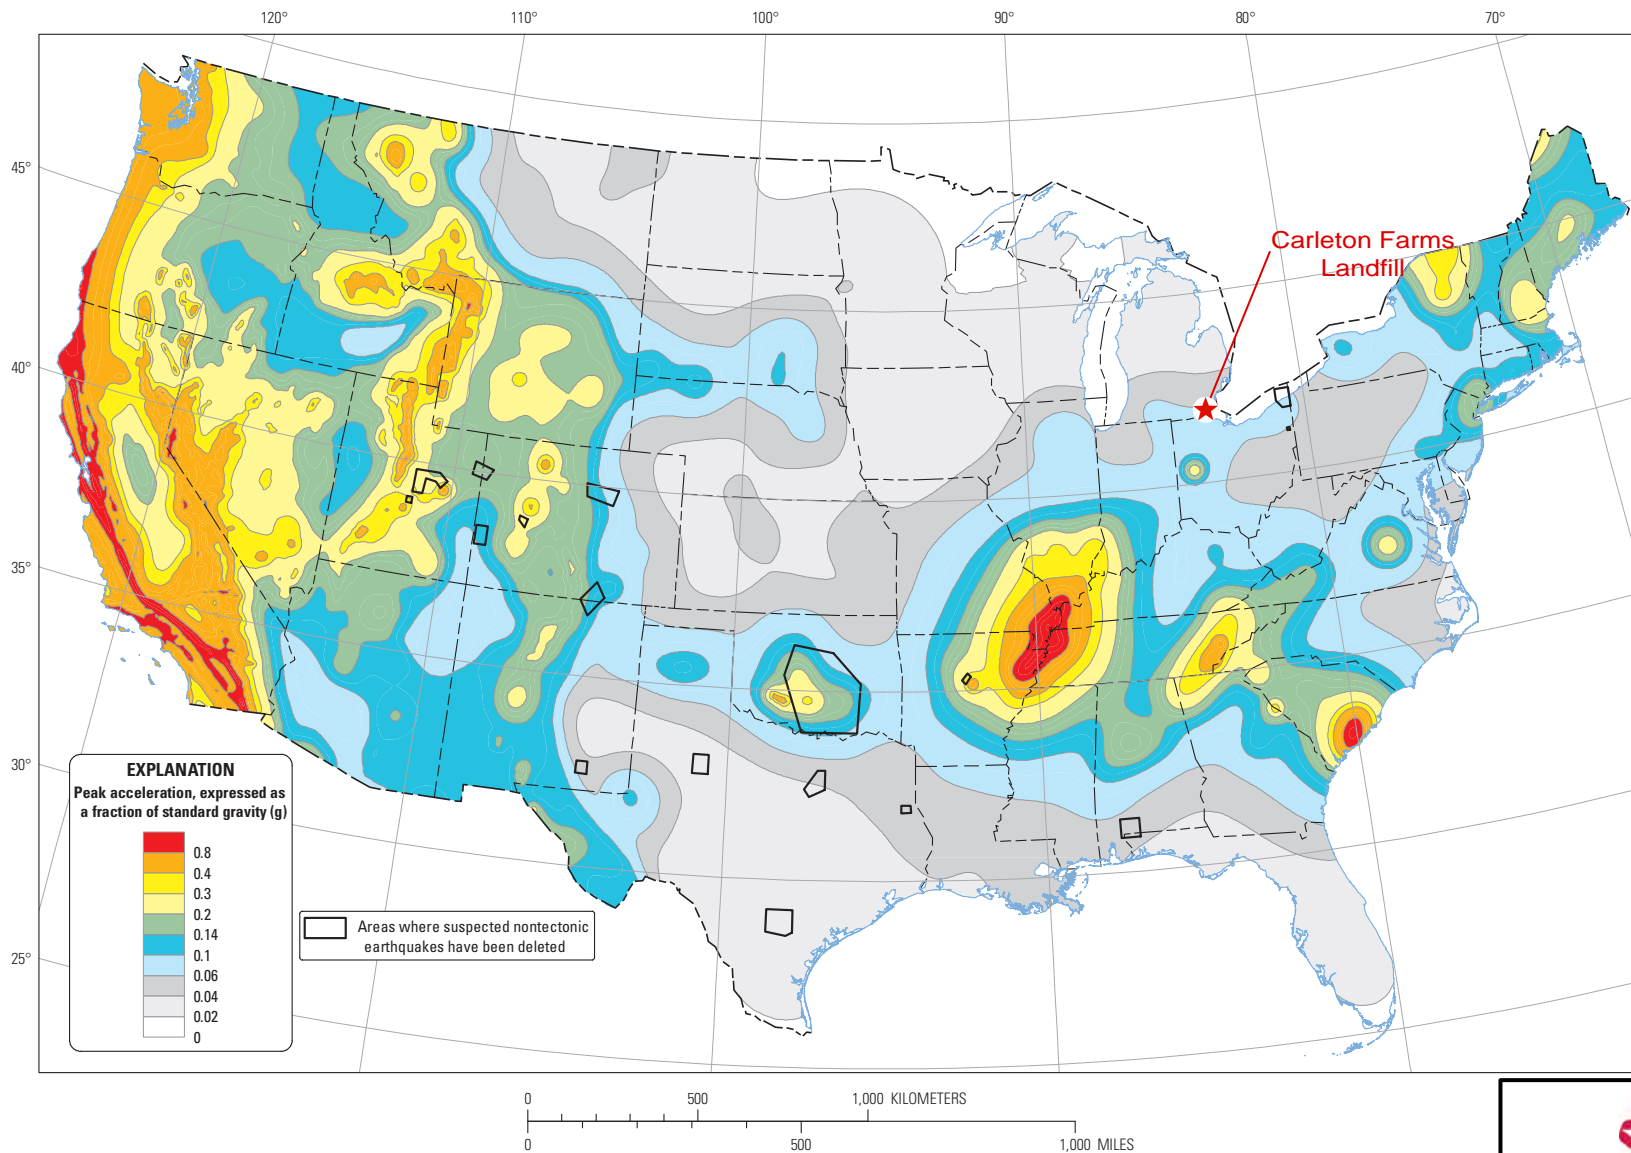 120°
110°
100°
90°
80°
70°
45°
40°
35°
30°
25°
Carleton Farms
Landfill
EXPLANATION
Peak acceleration, expressed as
a fraction of standard gravity (g)
0.8
0.4
0.3
0.2
0.14
0.1
0.06
0.04
0.02
0
Areas where suspected nontectonic
earthquakes have been deleted
0
500
1,000 KILOMETERS
0
500
1,000 MILES